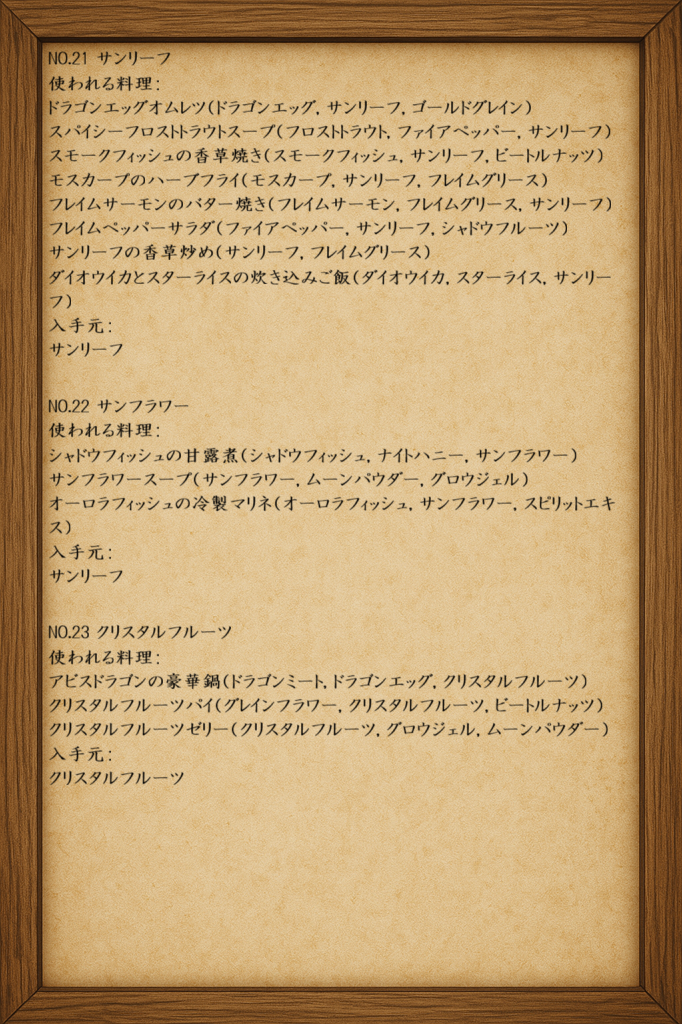 NO.21 サンリーフ
使われる料理:
ドラゴンエッグオムレツ(ドラゴンエッグ, サンリーフ, ゴールドグレイン)
スパイシーフロストトラウトスープ(フロストトラウト, ファイアペッパー, サンリーフ)
スモークフィッシュの香草焼き(スモークフィッシュ, サンリーフ, ビートルナッツ)
モスカープのハーブフライ(モスカープ, サンリーフ, フレイムグリース)
フレイムサーモンのバター焼き(フレイムサーモン, フレイムグリース, サンリーフ)
フレイムペッパーサラダ(ファイアペッパー, サンリーフ, シャドウフルーツ)
サンリーフの香草炒め(サンリーフ, フレイムグリース)
ダイオウイカとスターライスの炊き込みご飯(ダイオウイカ, スターライス, サンリー
フ)
入手元:
サンリーフ
NO.22 サンフラワー
使われる料理:
シャドウフィッシュの甘露煮(シャドウフィッシュ, ナイトハニー, サンフラワー)
サンフラワースープ(サンフラワー, ムーンパウダー, グロウジェル)
オーロラフィッシュの冷製マリネ(オーロラフィッシュ, サンフラワー, スピリットエキ
ス)
入手元:
サンリーフ
NO.23 クリスタルフルーツ
使われる料理:
アビスドラゴンの豪華鍋(ドラゴンミート, ドラゴンエッグ, クリスタルフルーツ)
クリスタルフルーツパイ(グレインフラワー, クリスタルフルーツ, ビートルナッツ)
クリスタルフルーツゼリー(クリスタルフルーツ, グロウジェル, ムーンパウダー)
入手元:
クリスタルフルーツ